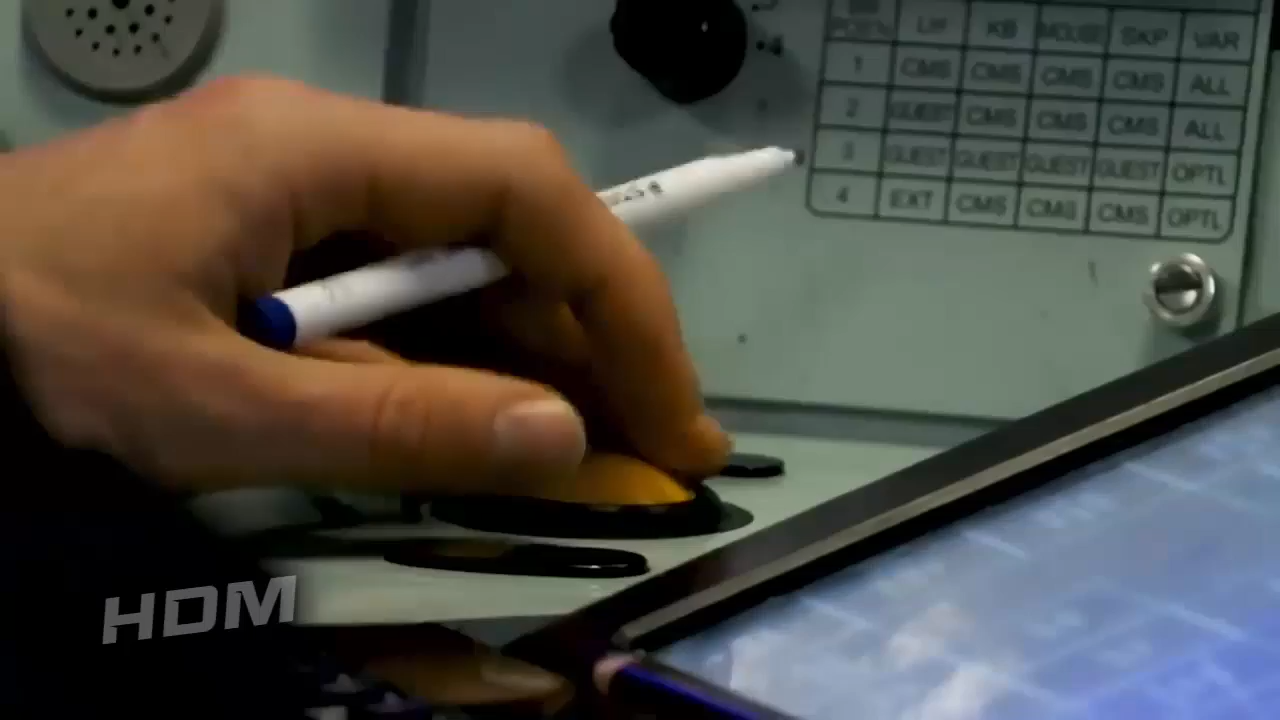 LH KB MOUSE SKP VAR
1 CMS CMS CMS CMS ALL
2 GUEST CMS CMS CMS ALL
3 GUEST GUEST GUEST GUEST OPTL
4 EXT CMS CMS CMS OPTL
HDM